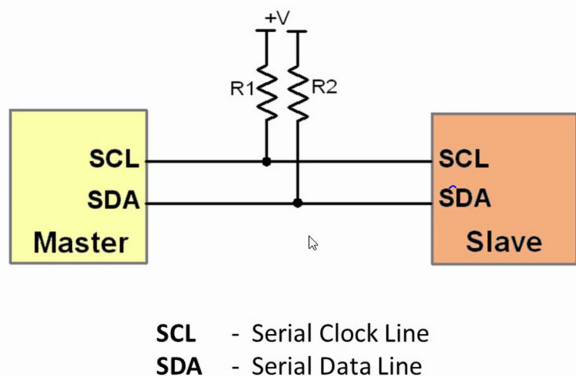 +V
R1 R2
SCL SCL
SDA SDA
Master Slave
SCL - Serial Clock Line
SDA - Serial Data Line